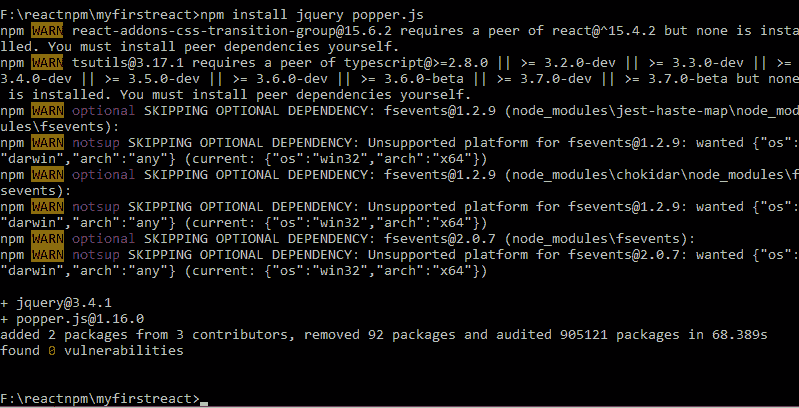 F:\reactnpm\myfirstreact>npm install jquery popper.js
npm WARN react-addons-css-transition-group@15.6.2 requires a peer of react@^15.4.2 but none is insta
lled. You must install peer dependencies yourself.
npm WARN tsutils@3.17.1 requires a peer of typescript@>=2.8.0 || >= 3.2.0-dev || >= 3.3.0-dev || >=
3.4.0-dev || >= 3.5.0-dev || >= 3.6.0-dev || >= 3.6.0-beta || >= 3.7.0-dev || >= 3.7.0-beta but none
 is installed. You must install peer dependencies yourself.
npm WARN optional SKIPPING OPTIONAL DEPENDENCY: fsevents@1.2.9 (node_modules\jest-haste-map\node_mod
ules\fsevents):
npm WARN notsup SKIPPING OPTIONAL DEPENDENCY: Unsupported platform for fsevents@1.2.9: wanted {"os":
"darwin","arch":"any"} (current: {"os":"win32","arch":"x64"})
npm WARN optional SKIPPING OPTIONAL DEPENDENCY: fsevents@1.2.9 (node_modules\chokidar\node_modules\f
sevents):
npm WARN notsup SKIPPING OPTIONAL DEPENDENCY: Unsupported platform for fsevents@1.2.9: wanted {"os":
"darwin","arch":"any"} (current: {"os":"win32","arch":"x64"})
npm WARN optional SKIPPING OPTIONAL DEPENDENCY: fsevents@2.0.7 (node_modules\fsevents):
npm WARN notsup SKIPPING OPTIONAL DEPENDENCY: Unsupported platform for fsevents@2.0.7: wanted {"os":
"darwin","arch":"any"} (current: {"os":"win32","arch":"x64"})
+ jquery@3.4.1
+ popper.js@1.16.0
added 2 packages from 3 contributors, removed 92 packages and audited 905121 packages in 68.389s
found 0 vulnerabilities
F:\reactnpm\myfirstreact>